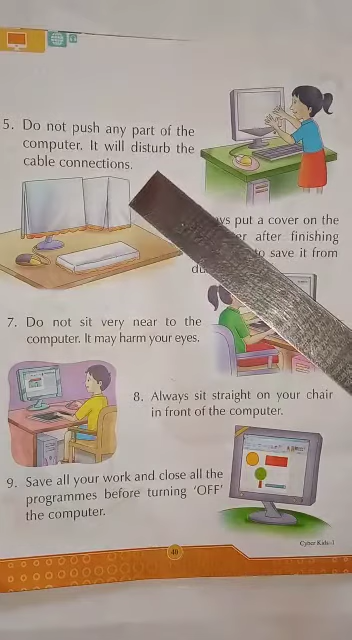 5. Do not push any part of the
computer. It will disturb the
cable connections.
put a cover on the
after finishing
to save it from
7. Do not sit very near to the
computer. It may harm your eyes.
8. Always sit straight on your chair
in front of the computer.
9. Save all your work and close all the
programmes before turning 'OFF'
the computer.
Cyber Kids-1
40